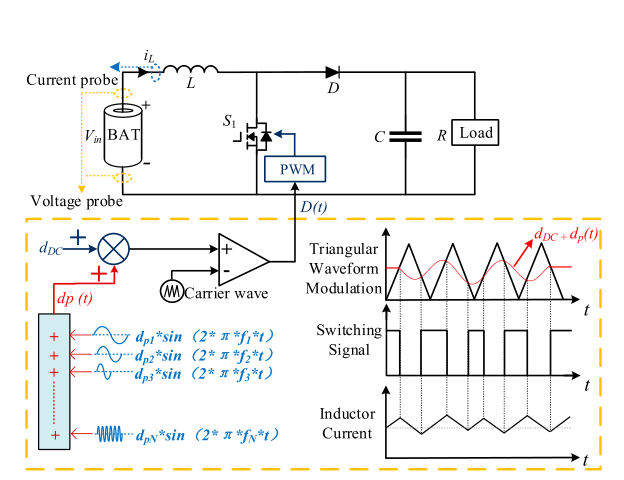 i_L
Current probe
L
D
+
S_1
V_in
BAT
C
R
Load
-
PWM
Voltage probe
D(t)
d_DC
+
+
-
+
Carrier wave
dp (t)
+
d_p1*sin（2*π*f_1*t）
+
d_p2*sin（2*π*f_2*t）
+
d_p3*sin（2*π*f_3*t）
+
d_pN*sin（2*π*f_N*t）
d_DC + d_p(t)
Triangular
Waveform
Modulation
t
Switching
Signal
t
Inductor
Current
t